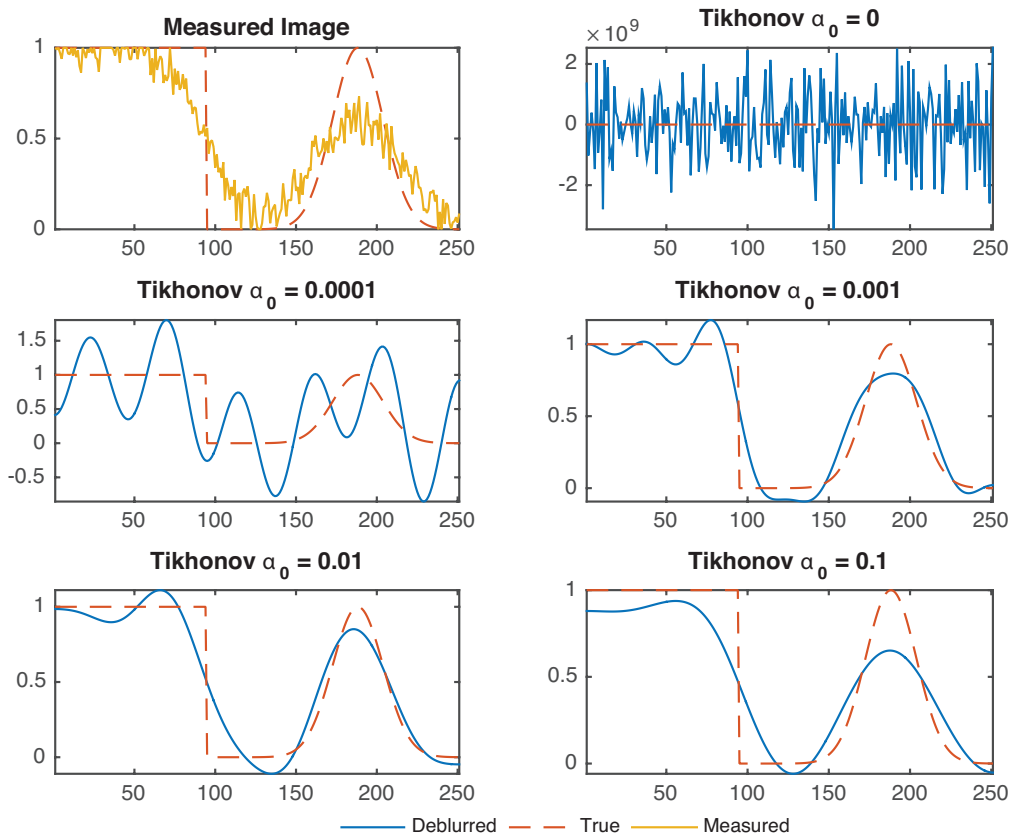 Measured Image
1
0.5
0
50 100 150 200 250
Tikhonov α₀ = 0
× 10⁹
2
0
-2
50 100 150 200 250
Tikhonov α₀ = 0.0001
1.5
1
0.5
0
-0.5
50 100 150 200 250
Tikhonov α₀ = 0.001
1
0.5
0
50 100 150 200 250
Tikhonov α₀ = 0.01
1
0.5
0
50 100 150 200 250
Tikhonov α₀ = 0.1
1
0.5
0
50 100 150 200 250
Deblurred True Measured